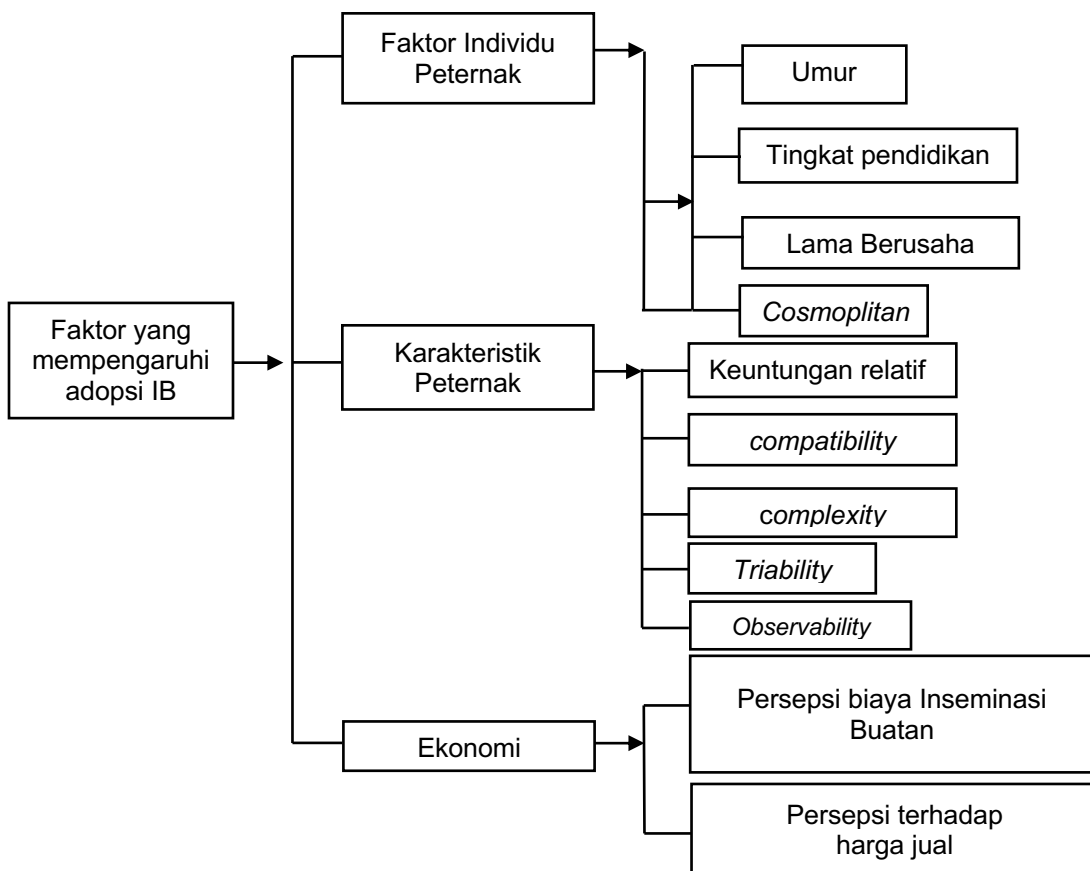 Faktor yang
mempengaruhi
adopsi IB
Faktor Individu
Peternak
Umur
Tingkat pendidikan
Lama Berusaha
Cosmoplitan
Karakteristik
Peternak
Keuntungan relatif
compatibility
complexity
Triability
Observability
Ekonomi
Persepsi biaya Inseminasi
Buatan
Persepsi terhadap
harga jual